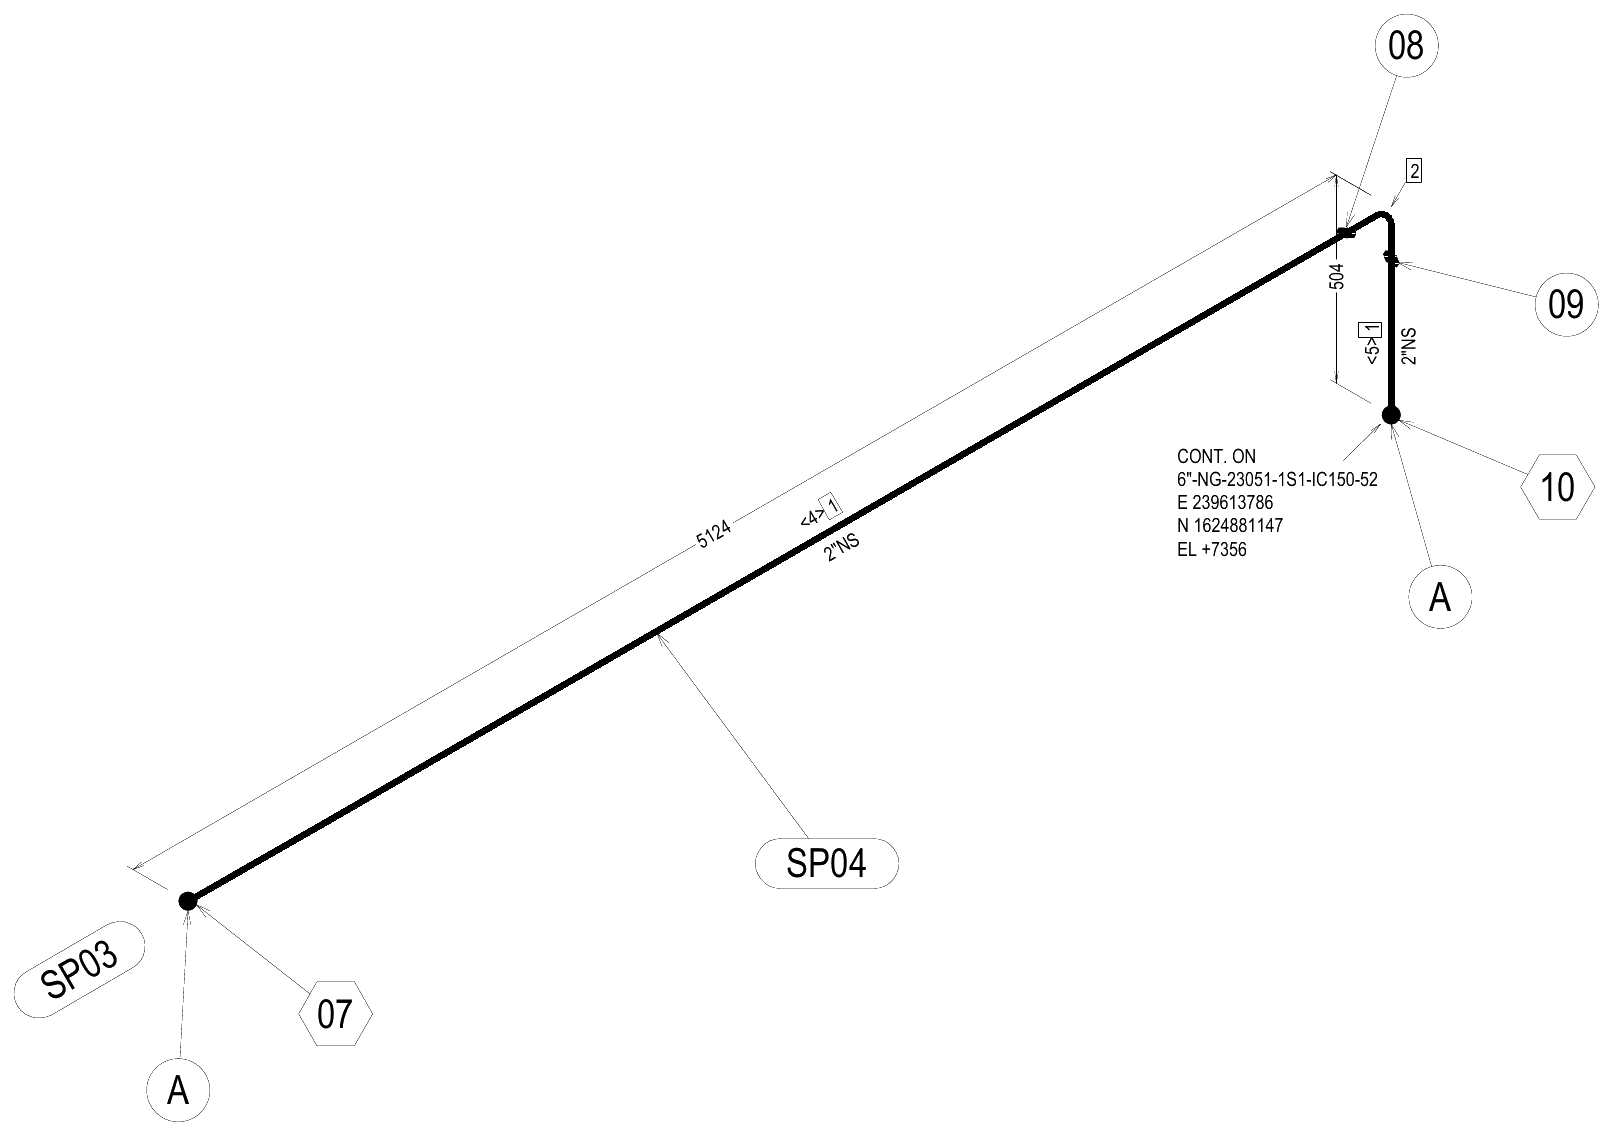 08
2
504
09
<5> 1
2"NS
CONT. ON
6"-NG-23051-1S1-IC150-52
E 239613786
N 1624881147
EL +7356
10
5124
<4> 1
2"NS
A
SP04
SP03
07
A